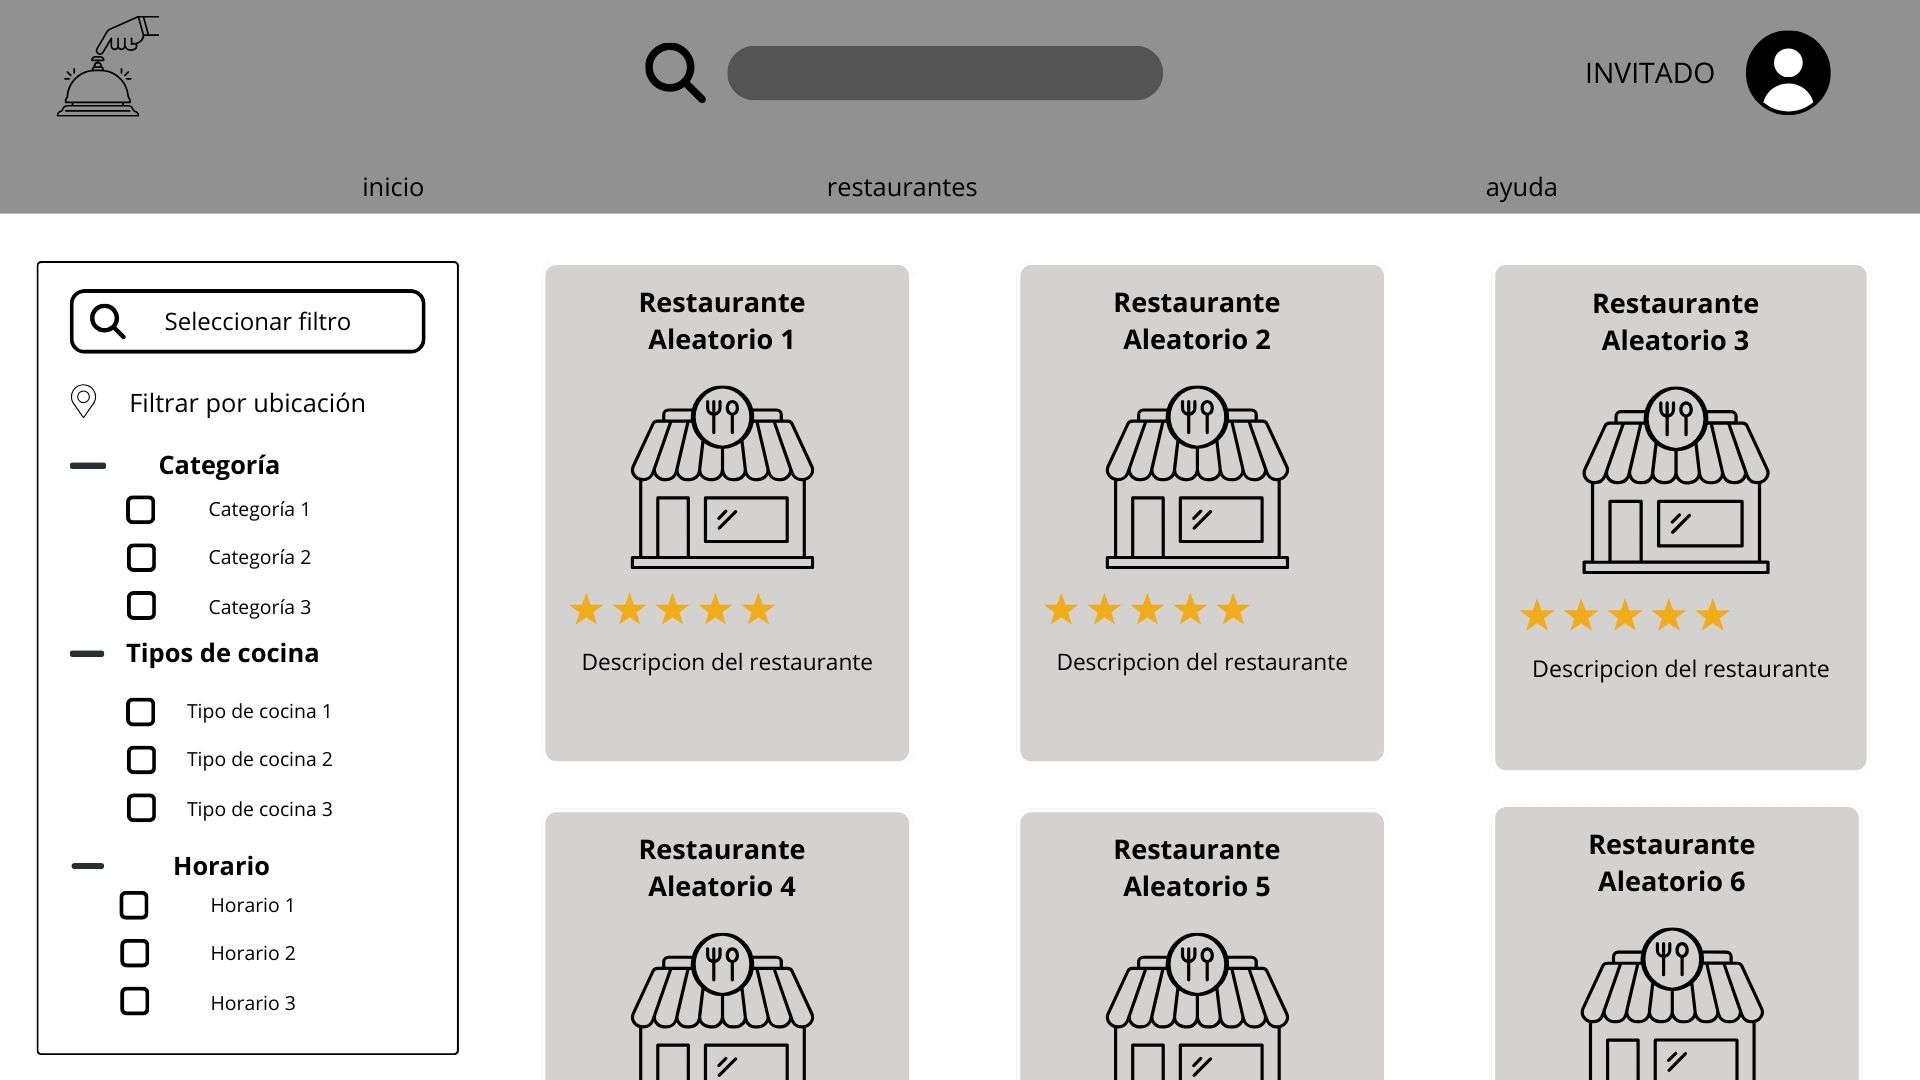 INVITADO
inicio
restaurantes
ayuda
Seleccionar filtro
Filtrar por ubicación
Categoría
Categoría 1
Categoría 2
Categoría 3
Tipos de cocina
Tipo de cocina 1
Tipo de cocina 2
Tipo de cocina 3
Horario
Horario 1
Horario 2
Horario 3
Restaurante
Aleatorio 1
Descripcion del restaurante
Restaurante
Aleatorio 2
Descripcion del restaurante
Restaurante
Aleatorio 3
Descripcion del restaurante
Restaurante
Aleatorio 4
Restaurante
Aleatorio 5
Restaurante
Aleatorio 6